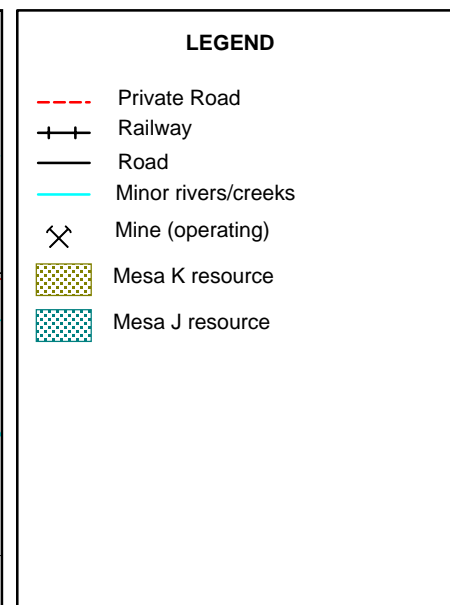 LEGEND
Private Road
Railway
Road
Minor rivers/creeks
Mine (operating)
Mesa K resource
Mesa J resource